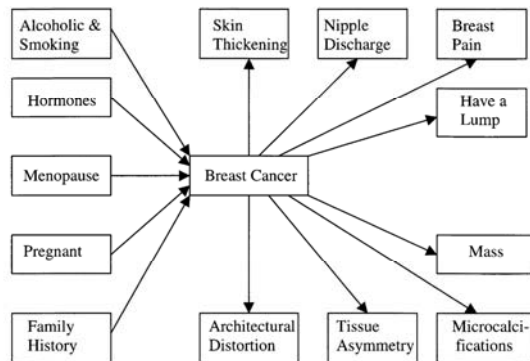 Alcoholic &
Smoking
Skin
Thickening
Nipple
Discharge
Breast
Pain
Hormones
Have a
Lump
Menopause
Breast Cancer
Pregnant
Mass
Family
History
Architectural
Distortion
Tissue
Asymmetry
Microcalci-
fications